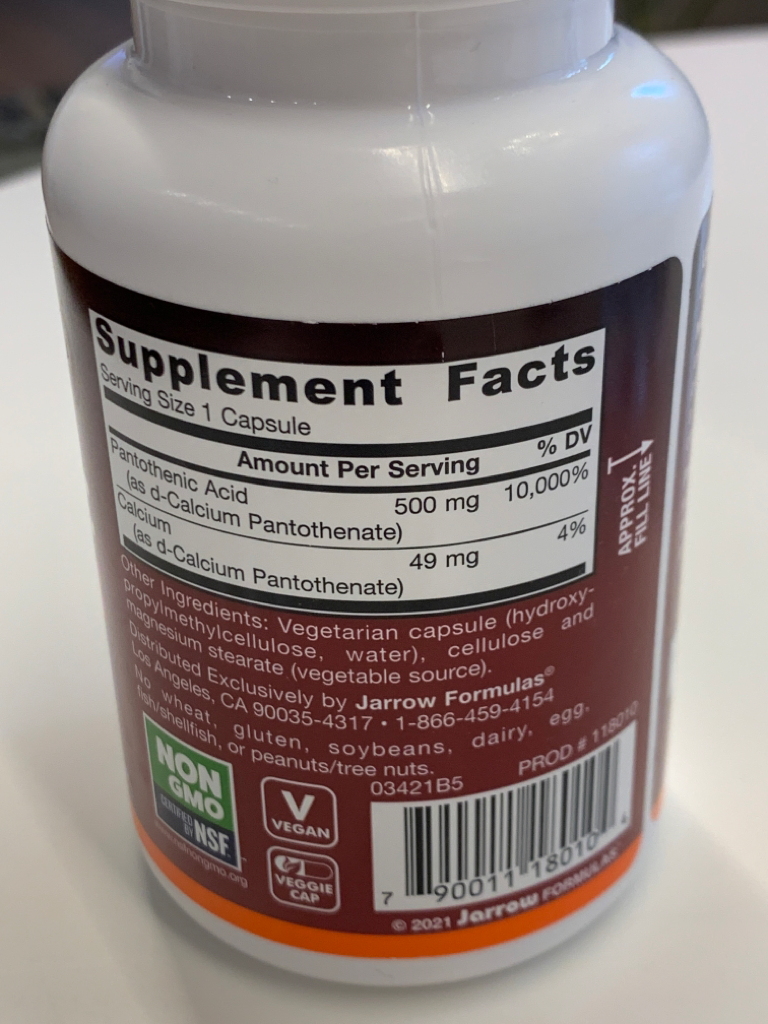 Supplement Facts
Serving Size 1 Capsule
Amount Per Serving % DV
Pantothenic Acid
(as d-Calcium Pantothenate) 500 mg 10,000%
Calcium
(as d-Calcium Pantothenate) 49 mg 4%
APPROX.
FILL LINE
Other Ingredients: Vegetarian capsule (hydroxy-
propylmethylcellulose, water), cellulose and
magnesium stearate (vegetable source).
Distributed Exclusively by Jarrow Formulas®
Los Angeles, CA 90035-4317 • 1-866-459-4154
No wheat, gluten, soybeans, dairy, egg,
fish/shellfish, or peanuts/tree nuts.
03421B5 PROD # 118010
NON
GMO
CERTIFIED
BY NSF
V
VEGAN
VEGGIE
CAP
7 90011 18010 4
© 2021 Jarrow FORMULAS